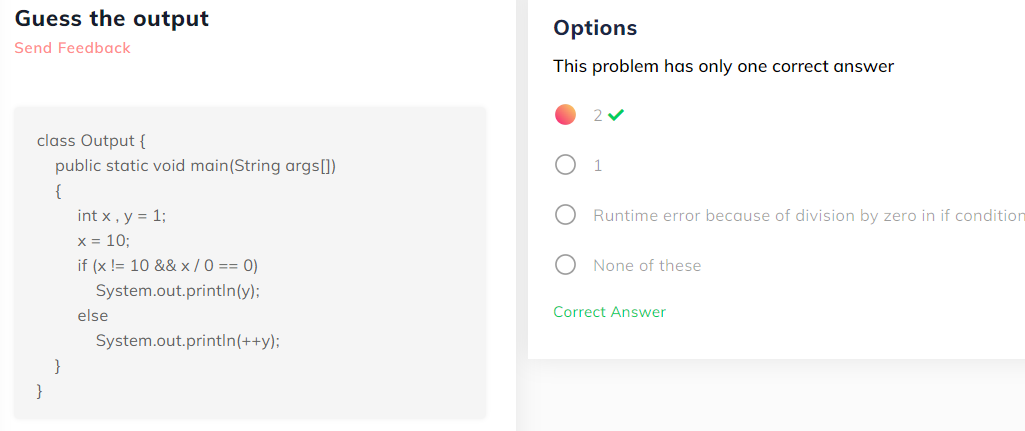 Guess the output
Send Feedback
class Output {
public static void main(String args[])
{
int x , y = 1;
x = 10;
if (x != 10 && x / 0 == 0)
System.out.println(y);
else
System.out.println(++y);
}
}
Options
This problem has only one correct answer
2
1
Runtime error because of division by zero in if condition
None of these
Correct Answer